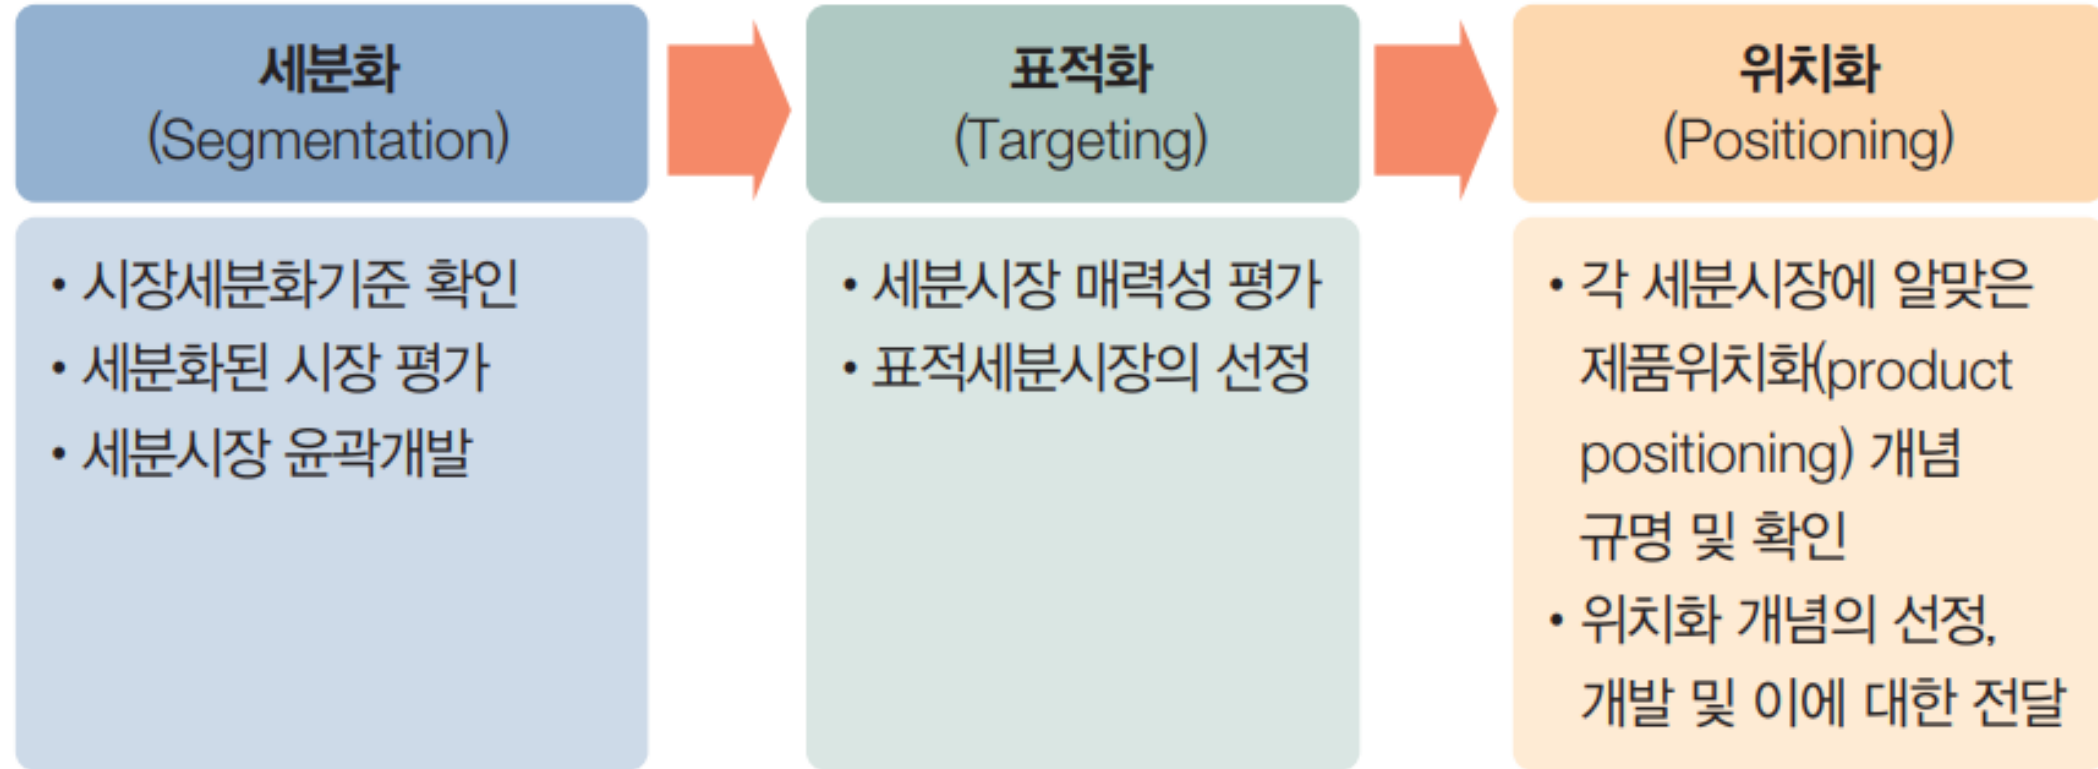 세분화
(Segmentation)
• 시장세분화기준 확인
• 세분화된 시장 평가
• 세분시장 윤곽개발
표적화
(Targeting)
• 세분시장 매력성 평가
• 표적세분시장의 선정
위치화
(Positioning)
• 각 세분시장에 알맞은
제품위치화(product
positioning) 개념
규명 및 확인
• 위치화 개념의 선정,
개발 및 이에 대한 전달